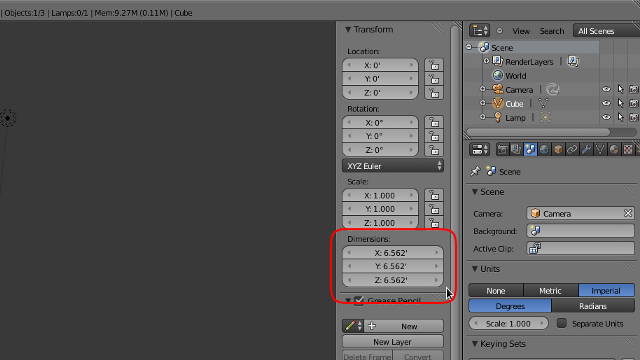 | Objects:1/3 | Lamps:0/1 | Mem:9.27M (0.11M) | Cube
Transform
Location:
X: 0'
Y: 0'
Z: 0'
Rotation:
X: 0°
Y: 0°
Z: 0°
XYZ Euler
Scale:
X: 1.000
Y: 1.000
Z: 1.000
Dimensions:
X: 6.562'
Y: 6.562'
Z: 6.562'
Grease Pencil
New
New Layer
Delete Frame Convert
View Search All Scenes
Scene
RenderLayers
World
Camera
Cube
Lamp
Scene
Scene
Camera: Camera
Background:
Active Clip:
Units
None Metric Imperial
Degrees Radians
Scale: 1.000 Separate Units
Keying Sets